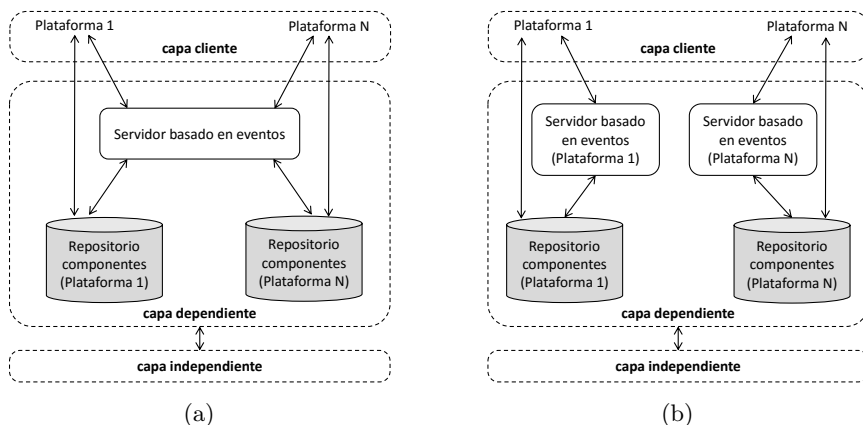 Plataforma 1
Plataforma N
capa cliente
Servidor basado en eventos
Repositorio
componentes
(Plataforma 1)
Repositorio
componentes
(Plataforma N)
capa dependiente
capa independiente
(a)
Plataforma 1
Plataforma N
capa cliente
Servidor basado
en eventos
(Plataforma 1)
Servidor basado
en eventos
(Plataforma N)
Repositorio
componentes
(Plataforma 1)
Repositorio
componentes
(Plataforma N)
capa dependiente
capa independiente
(b)